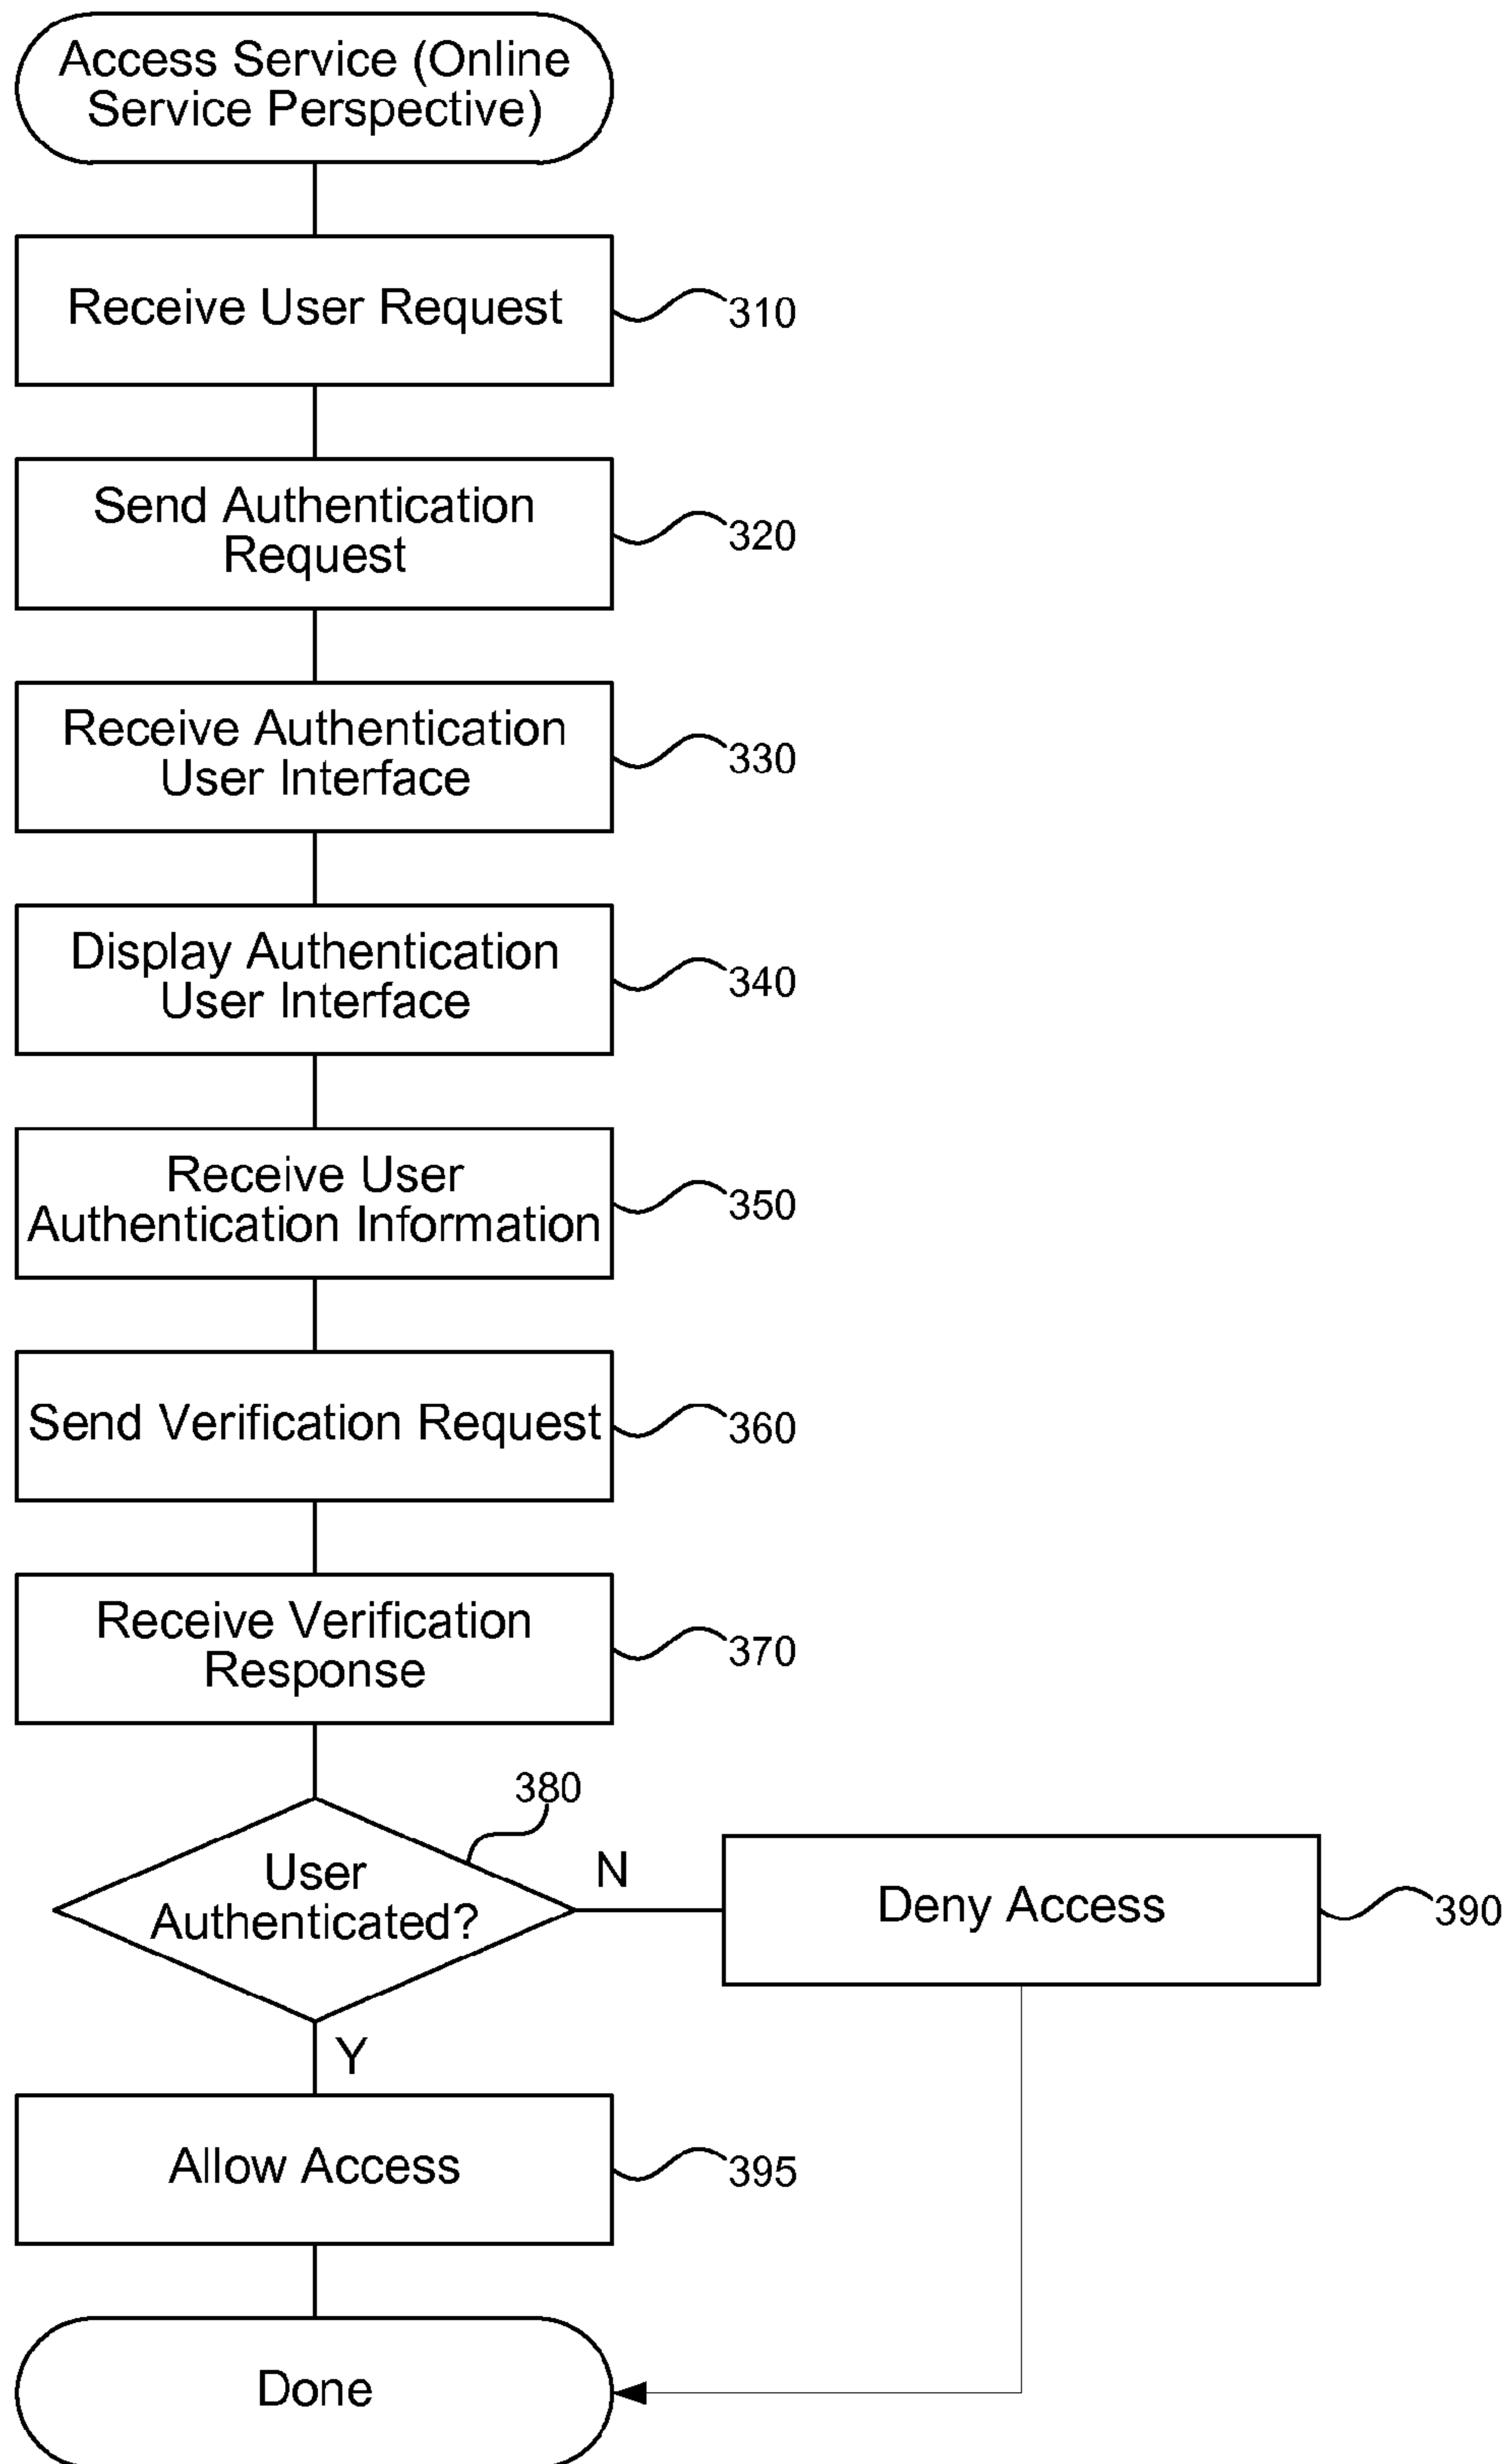 Access Service (Online
Service Perspective)
Receive User Request
310
Send Authentication
Request
320
Receive Authentication
User Interface
330
Display Authentication
User Interface
340
Receive User
Authentication Information
350
Send Verification Request
360
Receive Verification
Response
370
380
User
Authenticated?
N
Deny Access
390
Y
Allow Access
395
Done